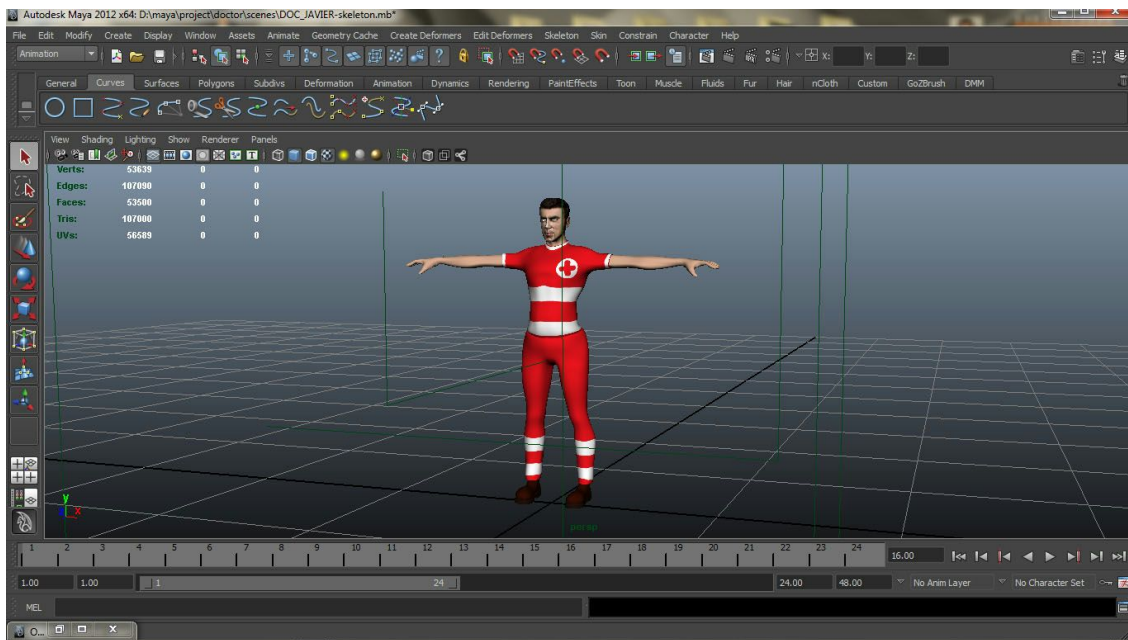 Autodesk Maya 2012 x64: D:\maya\project\doctor\scenes\DOC_JAVIER-skeleton.mb*
File Edit Modify Create Display Window Assets Animate Geometry Cache Create Deformers Edit Deformers Skeleton Skin Constrain Character Help
Animation X: Y: Z:
General Curves Surfaces Polygons Subdivs Deformation Animation Dynamics Rendering PaintEffects Toon Muscle Fluids Fur Hair nCloth Custom GoZBrush DMM
View Shading Lighting Show Renderer Panels
Verts: 53639 0 0
Edges: 107090 0 0
Faces: 53500 0 0
Tris: 107000 0 0
UVs: 56589 0 0
y
x
persp
1 2 3 4 5 6 7 8 9 10 11 12 13 14 15 16 17 18 19 20 21 22 23 24 16.00
1.00 1.00 1 24 24.00 48.00 No Anim Layer No Character Set
MEL
O...